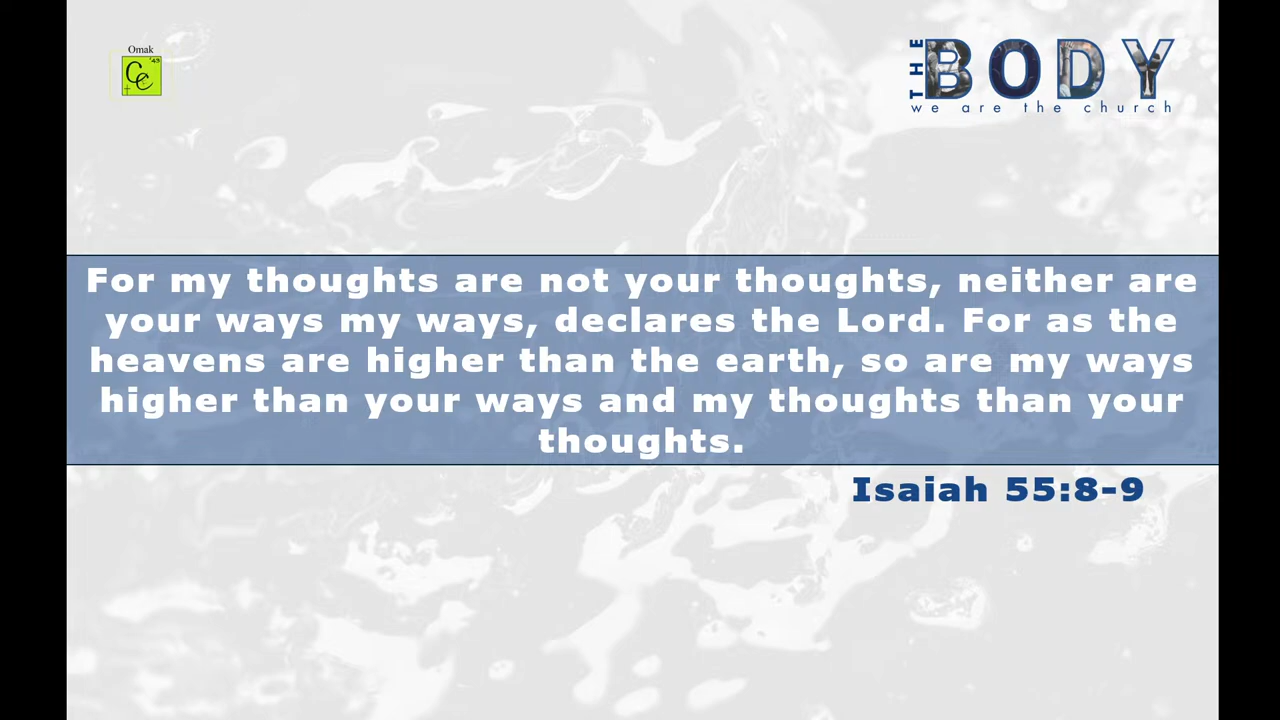 Omak
'49
CC
THE BODY
we are the church
For my thoughts are not your thoughts, neither are
your ways my ways, declares the Lord. For as the
heavens are higher than the earth, so are my ways
higher than your ways and my thoughts than your
thoughts.
Isaiah 55:8-9